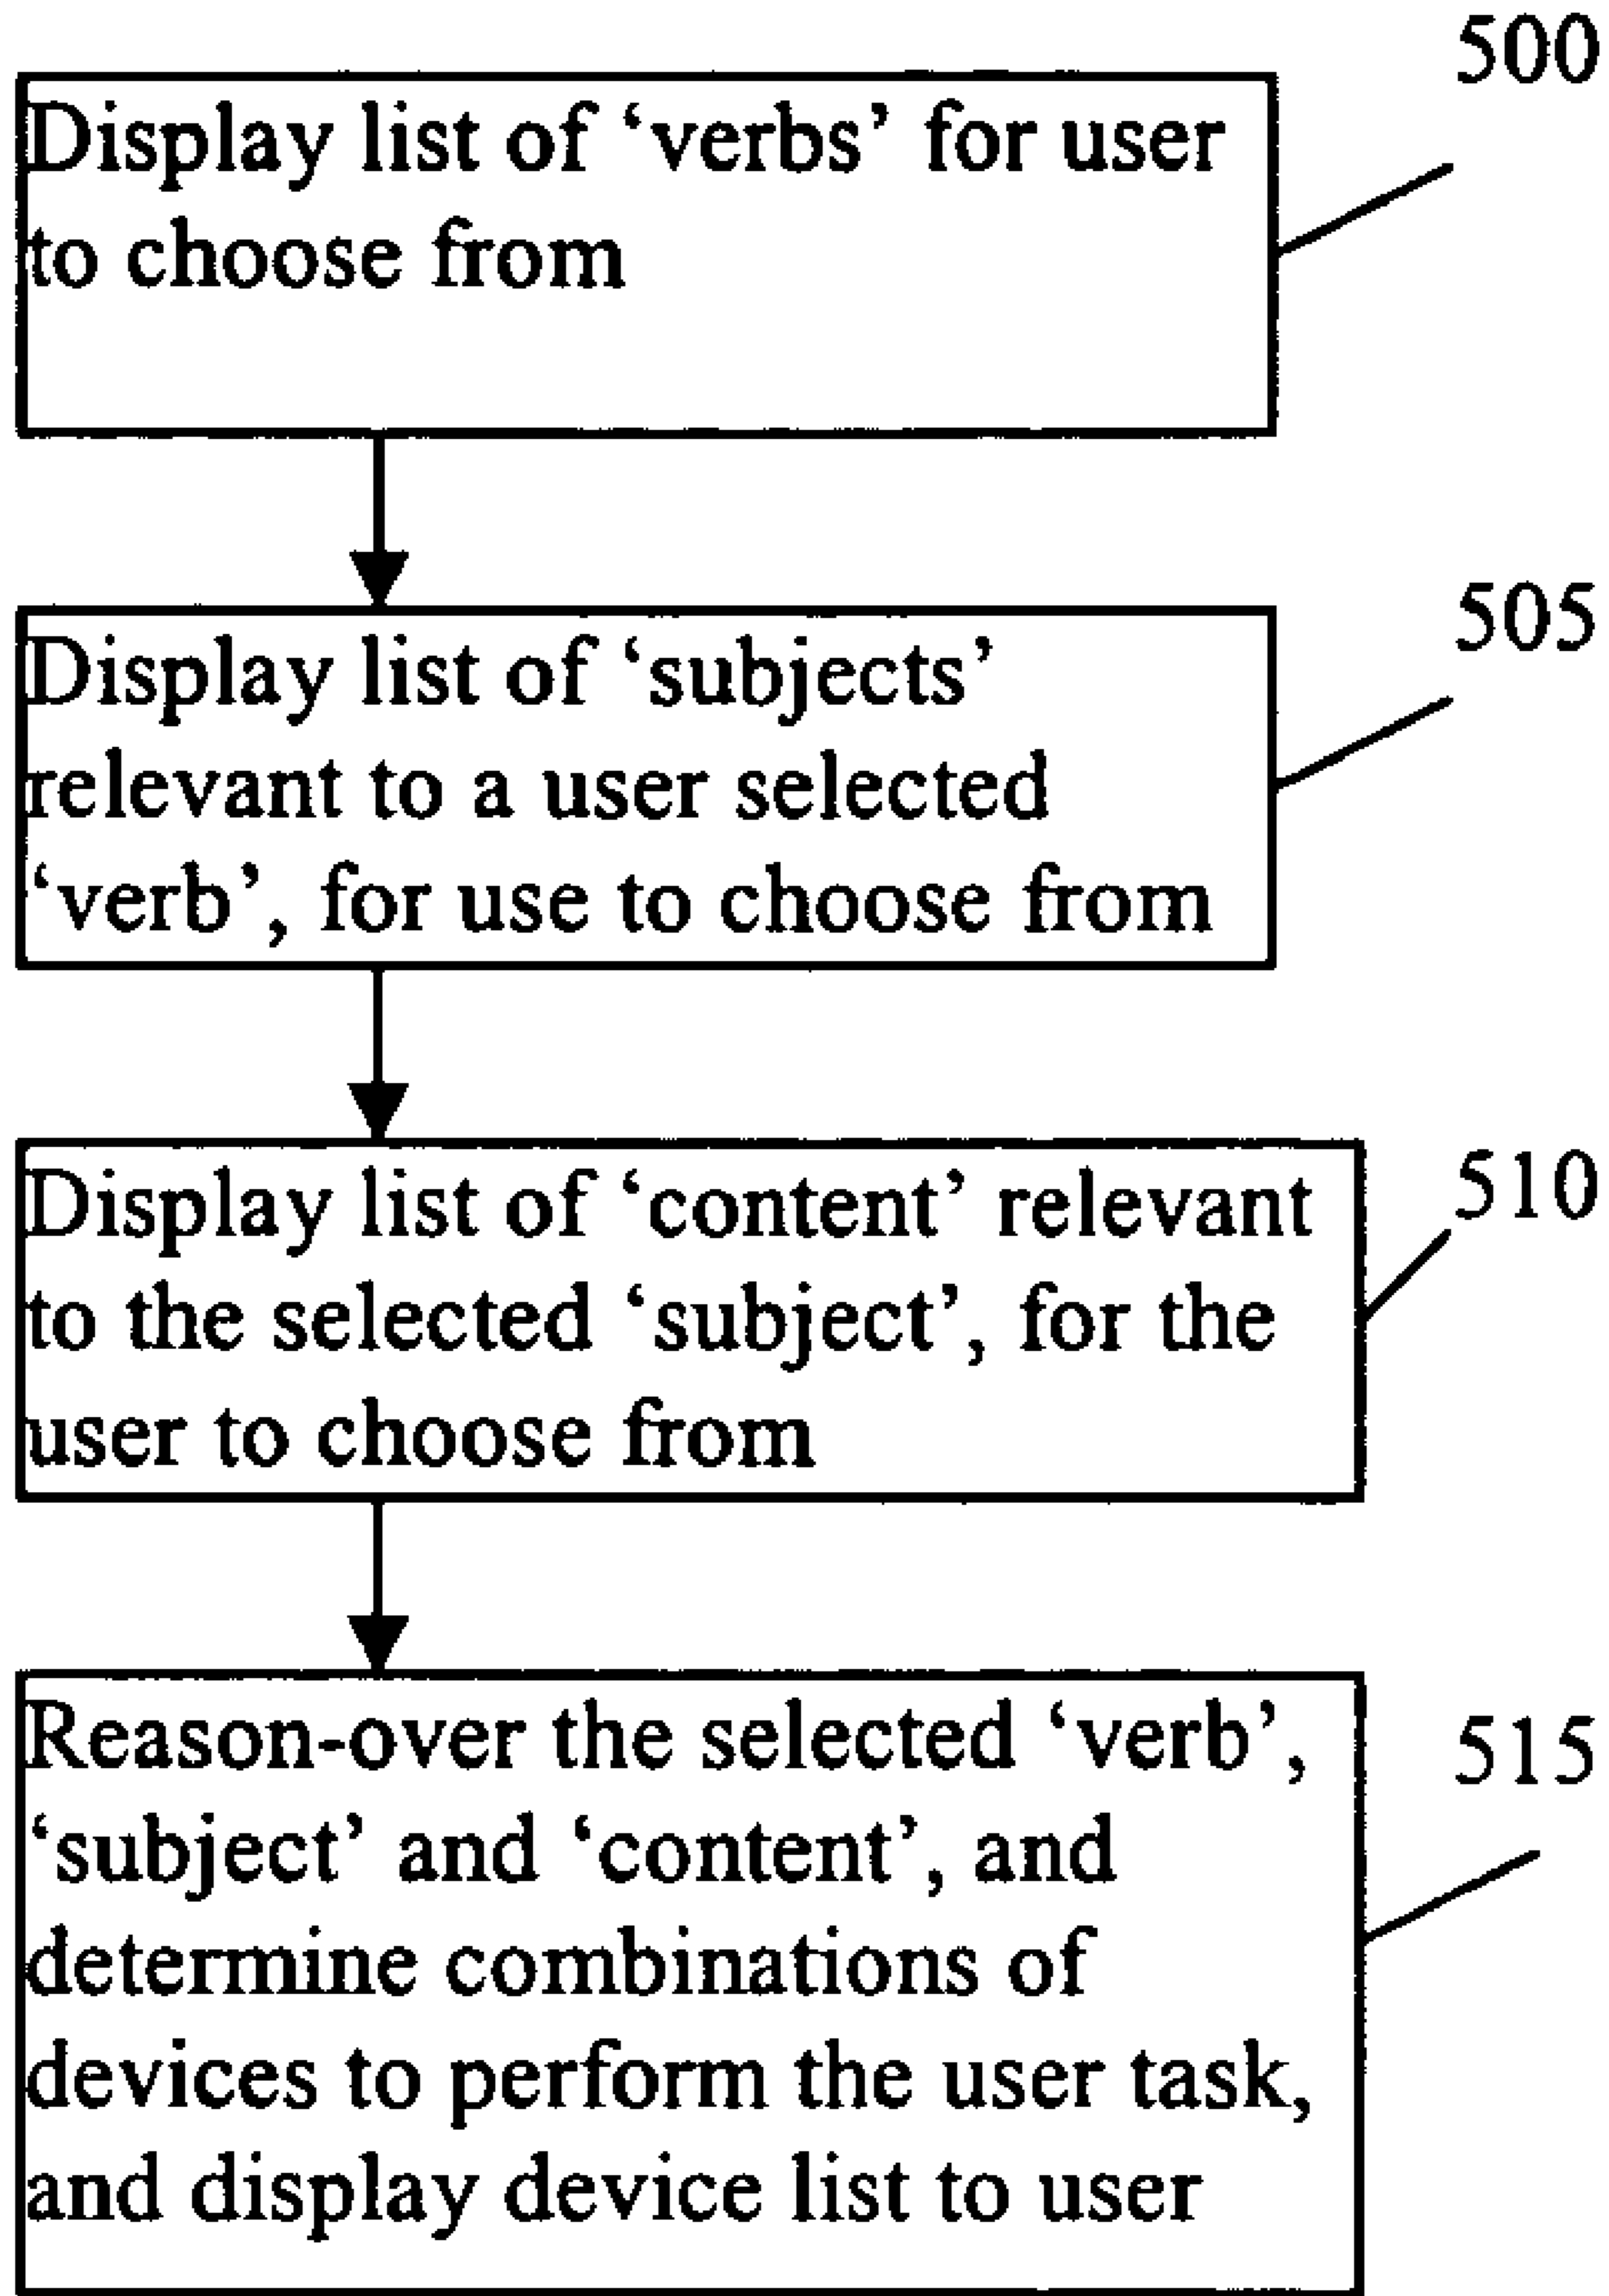 500
Display list of ‘verbs’ for user
to choose from
505
Display list of ‘subjects’
relevant to a user selected
‘verb’, for use to choose from
510
Display list of ‘content’ relevant
to the selected ‘subject’, for the
user to choose from
515
Reason-over the selected ‘verb’,
‘subject’ and ‘content’, and
determine combinations of
devices to perform the user task,
and display device list to user